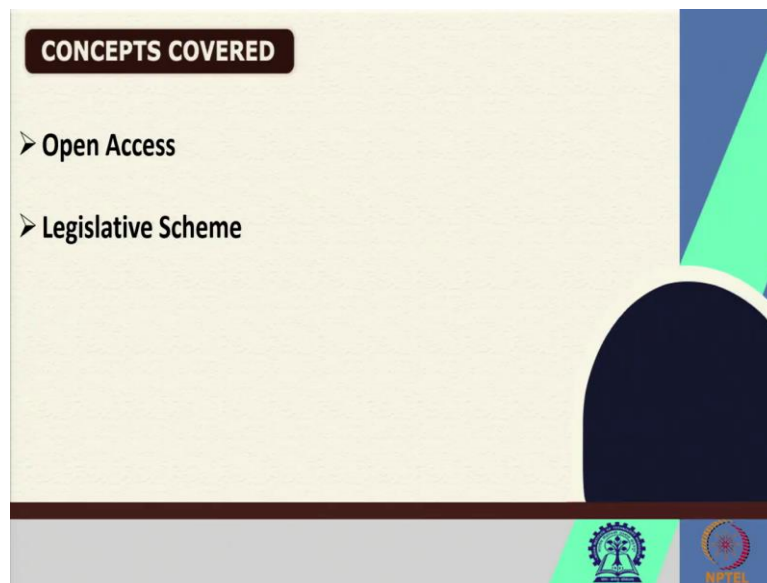 CONCEPTS COVERED
➢ Open Access
➢ Legislative Scheme
NPTEL